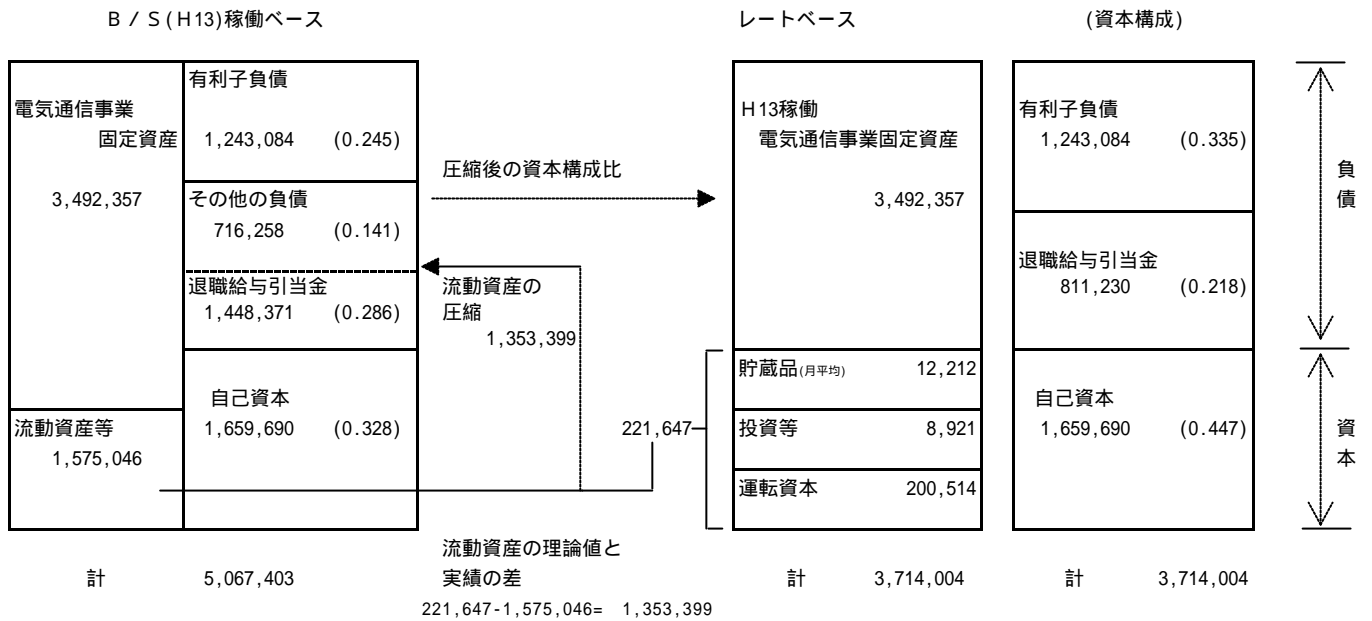 B / S(H13)稼働ベース
レートベース
(資本構成)
電気通信事業
固定資産
3,492,357
流動資産等
1,575,046
有利子負債
1,243,084 (0.245)
その他の負債
716,258 (0.141)
退職給与引当金
1,448,371 (0.286)
自己資本
1,659,690 (0.328)
圧縮後の資本構成比
流動資産の
圧縮
1,353,399
221,647
H13稼働
電気通信事業固定資産
3,492,357
貯蔵品(月平均) 12,212
投資等 8,921
運転資本 200,514
有利子負債
1,243,084 (0.335)
退職給与引当金
811,230 (0.218)
自己資本
1,659,690 (0.447)
負
債
資
本
計 5,067,403
流動資産の理論値と
実績の差
221,647-1,575,046= 1,353,399
計 3,714,004
計 3,714,004